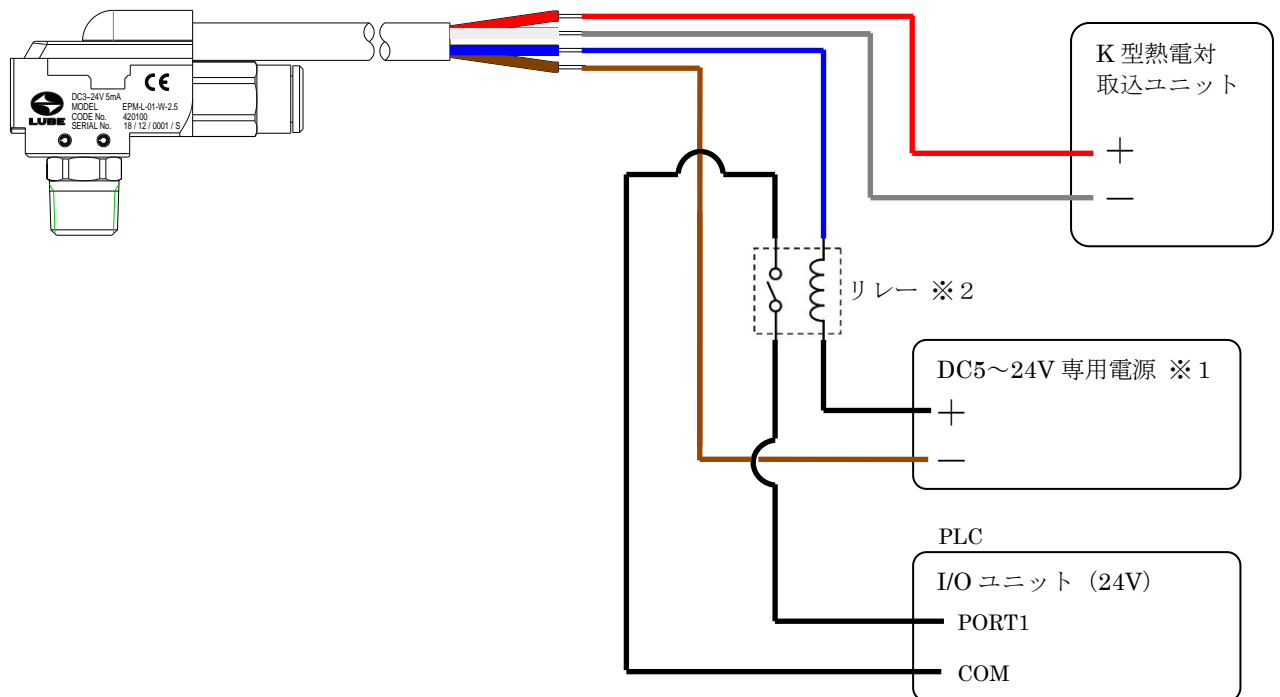 K 型熱電対
取込ユニット
＋
－
CE
DC3-24V 5mA
MODEL EPM-L-01-W-2.5
CODE No. 420100
SERIAL No. 18 / 12 / 0001 / S
LUBE
リレー ※２
DC5～24V 専用電源 ※１
＋
－
PLC
I/O ユニット（24V）
PORT1
COM